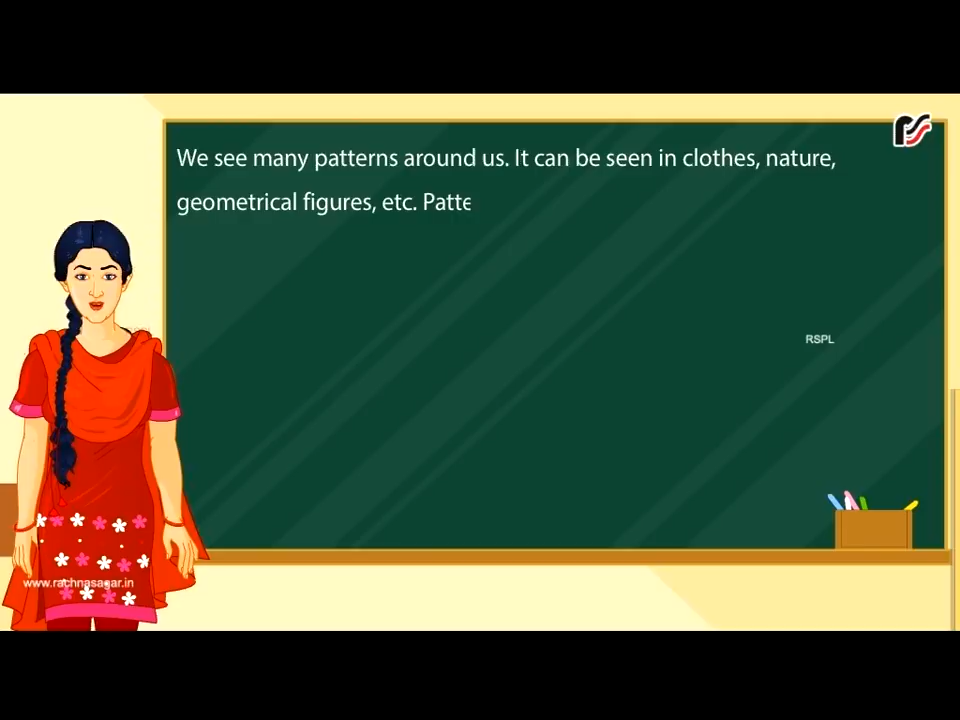 We see many patterns around us. It can be seen in clothes, nature,
geometrical figures, etc. Patte
RSPL
www.rachnasagar.in